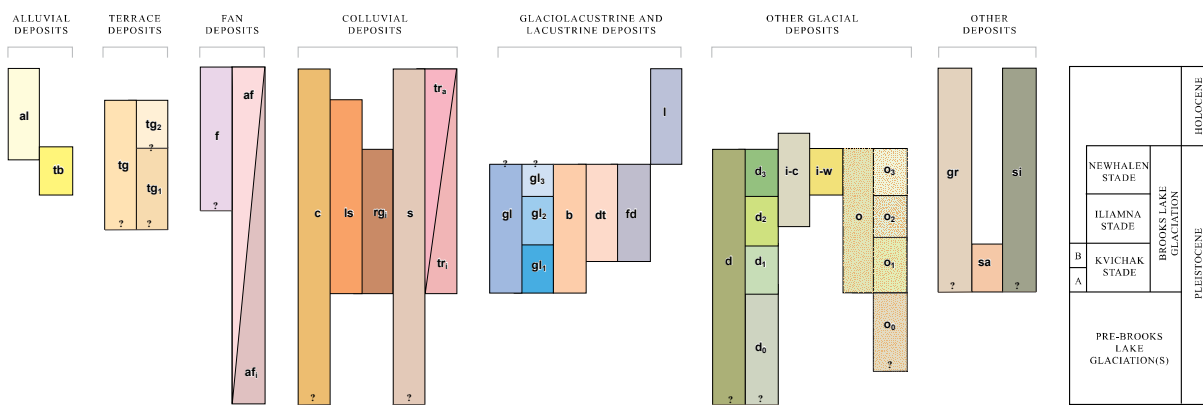 ALLUVIAL
DEPOSITS
TERRACE
DEPOSITS
FAN
DEPOSITS
COLLUVIAL
DEPOSITS
GLACIOLACUSTRINE AND
LACUSTRINE DEPOSITS
OTHER GLACIAL
DEPOSITS
OTHER
DEPOSITS
al
tb
tg
tg2
?
tg1
?
?
f
?
af
afi
c
?
ls
rgi
s
?
tra
tri
?
gl
?
gl3
gl2
gl1
b
dt
fd
l
d
?
d3
d2
d1
d0
?
i-c
i-w
o
o3
o2
o1
o0
?
gr
?
sa
si
?
HOLOCENE
NEWHALEN
STADE
ILIAMNA
STADE
B
A
KVICHAK
STADE
BROOKS LAKE
GLACIATION
PRE-BROOKS
LAKE
GLACIATION(S)
PLEISTOCENE